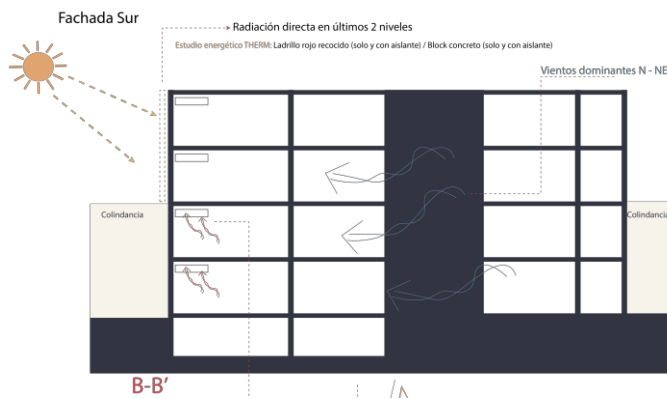 Fachada Sur
Radiación directa en últimos 2 niveles
Estudio energético THERM: Ladrillo rojo recocido (solo y con aislante) / Block concreto (solo y con aislante)
Vientos dominantes N - NE
Colindancia
Colindancia
B-B'